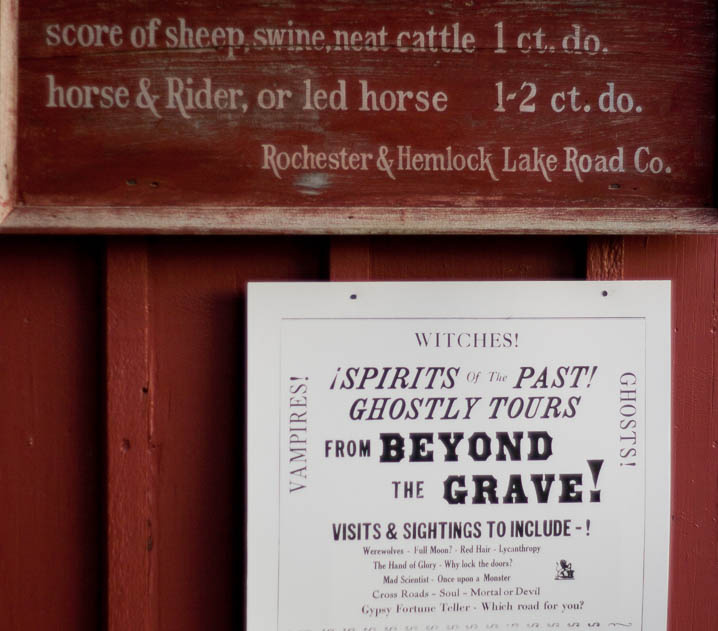 score of sheep, swine, neat cattle 1 ct. do.
horse & Rider, or led horse 1-2 ct. do.
Rochester & Hemlock Lake Road Co.
WITCHES!
VAMPIRES!
GHOSTS!
¡SPIRITS Of The PAST!
GHOSTLY TOURS
FROM BEYOND
THE GRAVE!
VISITS & SIGHTINGS TO INCLUDE - !
Werewolves - Full Moon? - Red Hair - Lycanthropy
The Hand of Glory - Why lock the doors?
Mad Scientist - Once upon a Monster
Cross Roads - Soul - Mortal or Devil
Gypsy Fortune Teller - Which road for you?